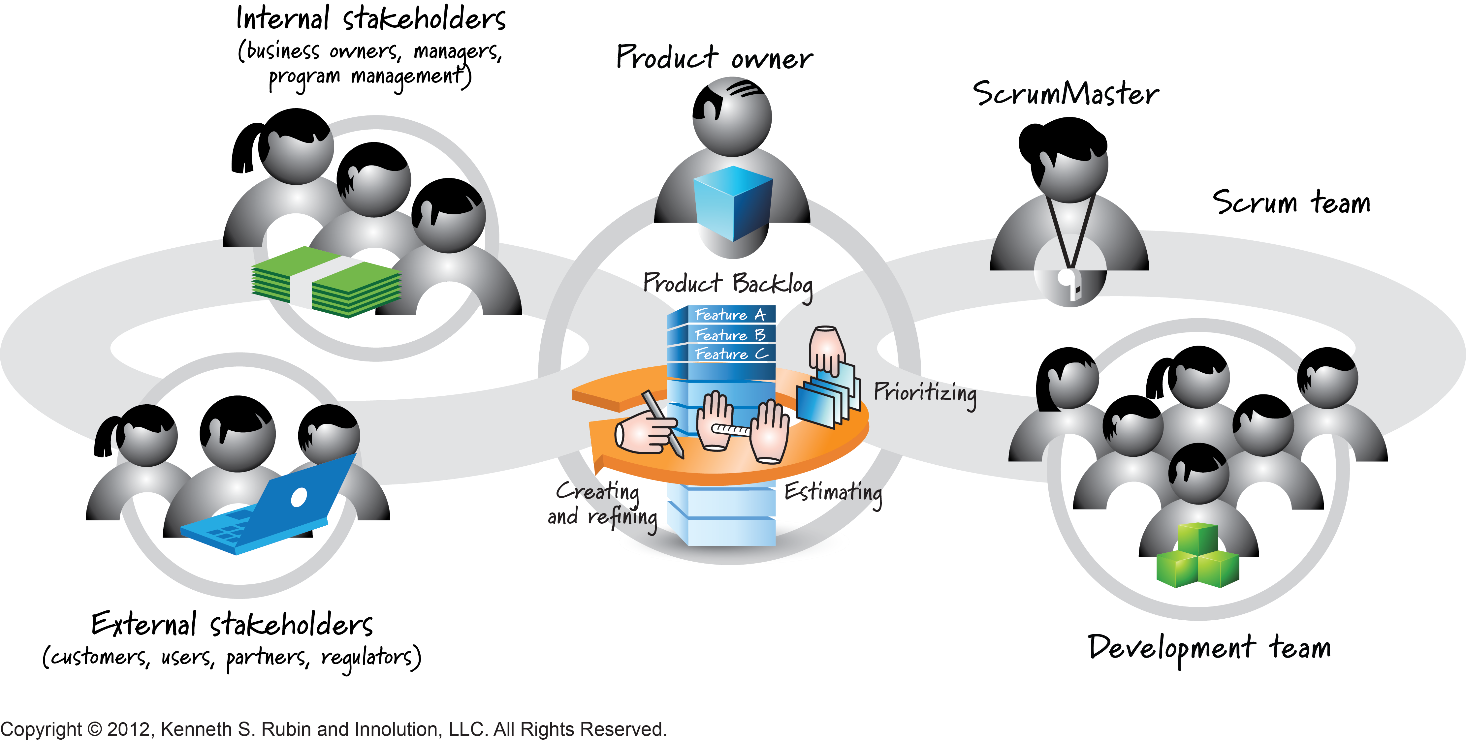 Internal stakeholders
(business owners, managers,
program management)
Product owner
ScrumMaster
Scrum team
Product Backlog
Feature A
Feature B
Feature C
Prioritizing
Creating
and refining
Estimating
External stakeholders
(customers, users, partners, regulators)
Development team
Copyright © 2012, Kenneth S. Rubin and Innolution, LLC. All Rights Reserved.